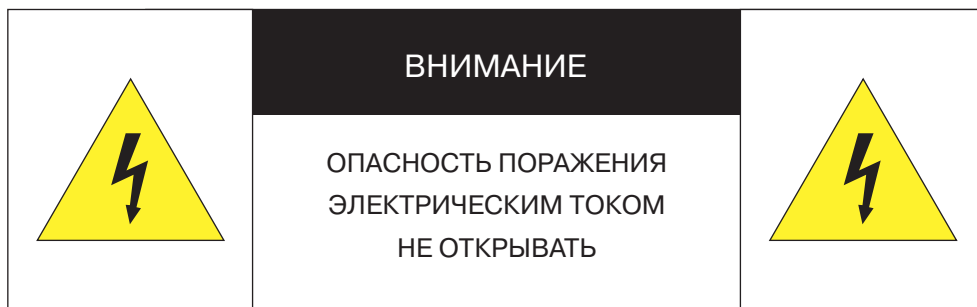 ВНИМАНИЕ
ОПАСНОСТЬ ПОРАЖЕНИЯ
ЭЛЕКТРИЧЕСКИМ ТОКОМ
НЕ ОТКРЫВАТЬ